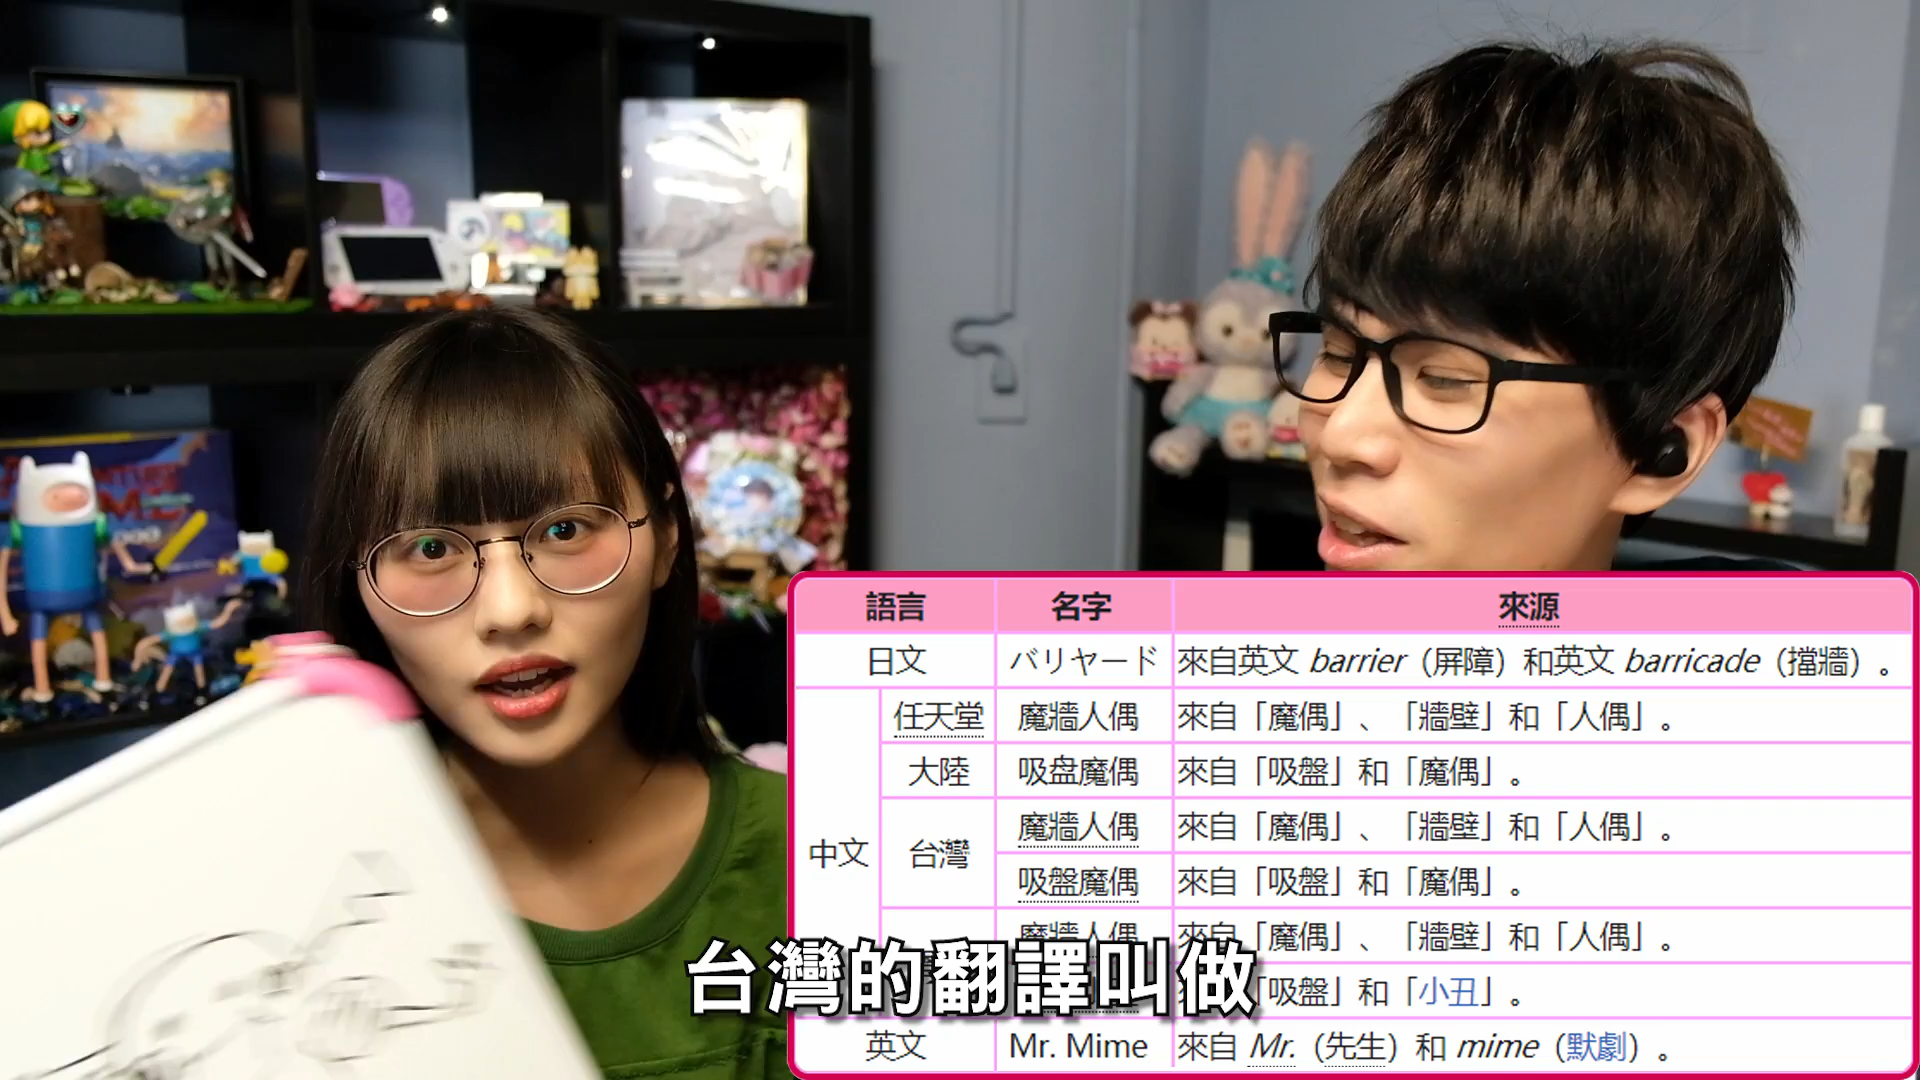 語言 名字 來源
日文 バリヤード 來自英文 barrier（屏障）和英文 barricade（擋牆）。
中文
任天堂 魔牆人偶 來自「魔偶」、「牆壁」和「人偶」。
大陸 吸盘魔偶 來自「吸盤」和「魔偶」。
台灣 魔牆人偶 來自「魔偶」、「牆壁」和「人偶」。
吸盤魔偶 來自「吸盤」和「魔偶」。
魔牆人偶 來自「魔偶」、「牆壁」和「人偶」。
「吸盤」和「小丑」。
英文 Mr. Mime 來自 Mr.（先生）和 mime（默劇）。
台灣的翻譯叫做